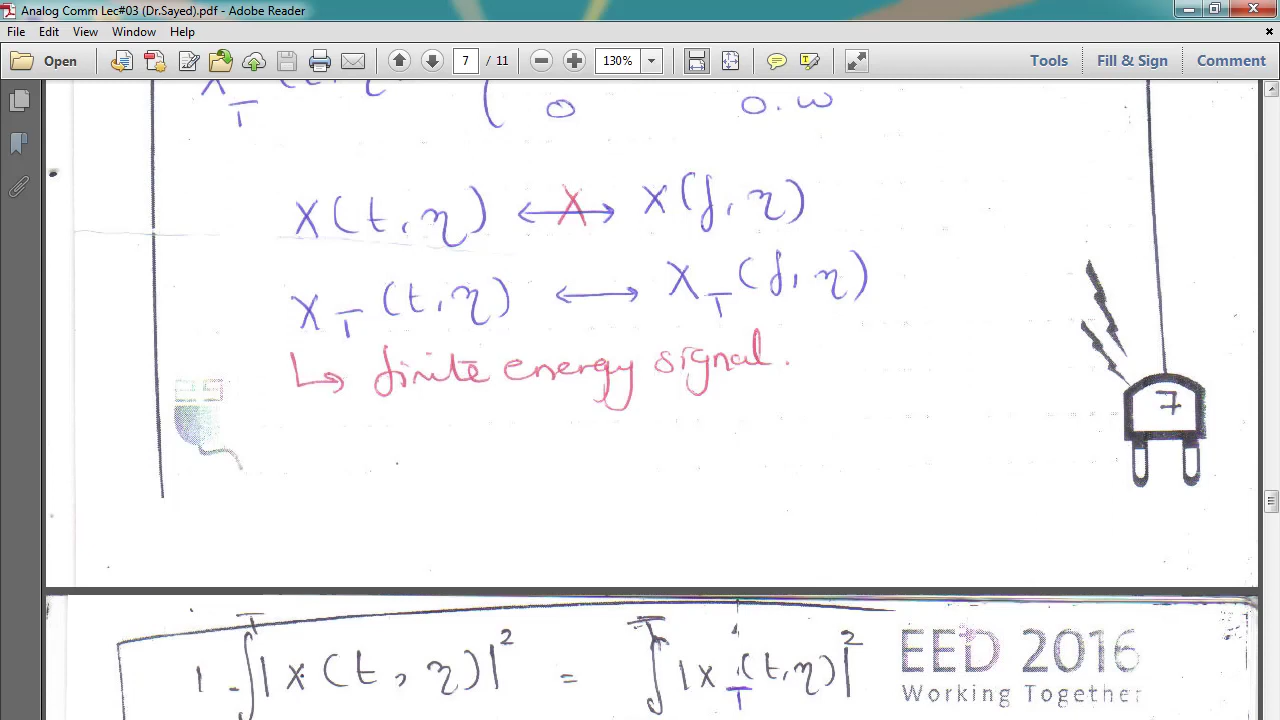 Analog Comm Lec#03 (Dr.Sayed).pdf - Adobe Reader
File Edit View Window Help
Open 7 / 11 130% Tools Fill & Sign Comment
T 0 0.w
X(t,η) ⟷ X(f,η)
X_T(t,η) ⟷ X_T(f,η)
↳ finite energy signal.
7
T T
∫|x(t,η)|² = ∫|x_T(t,η)|²
EED 2016
Working Together